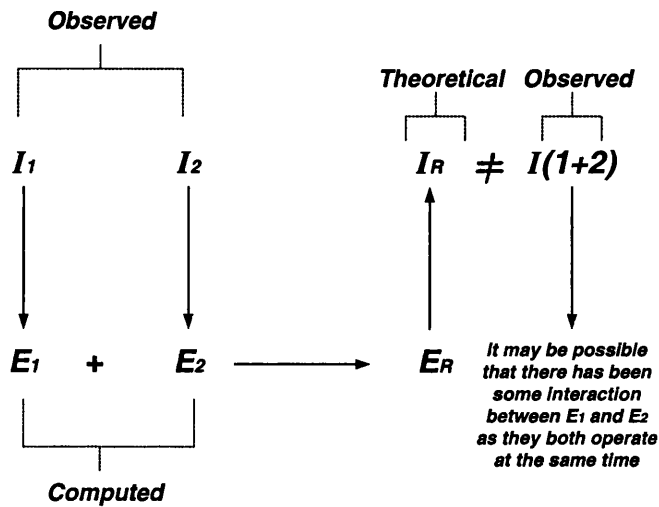 Observed
Theoretical Observed
I1 I2 IR ≠ I(1+2)
E1 + E2 ER
It may be possible
that there has been
some interaction
between E1 and E2
as they both operate
at the same time
Computed